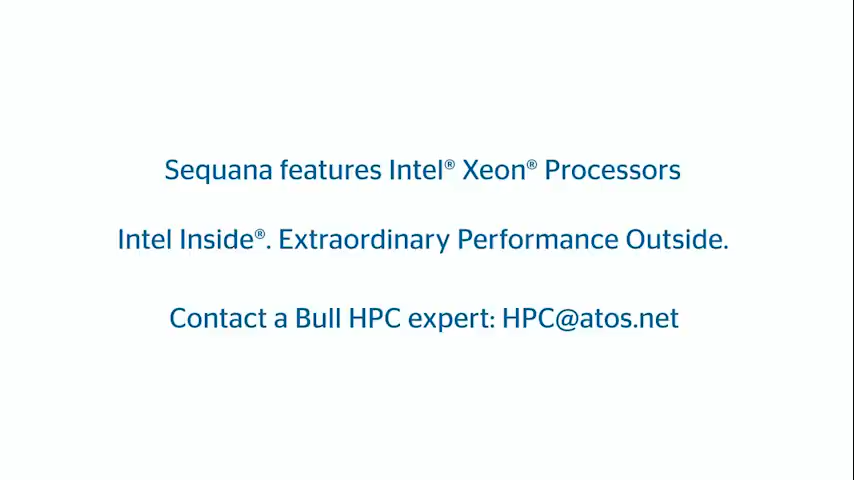 Sequana features Intel® Xeon® Processors
Intel Inside®. Extraordinary Performance Outside.
Contact a Bull HPC expert: HPC@atos.net